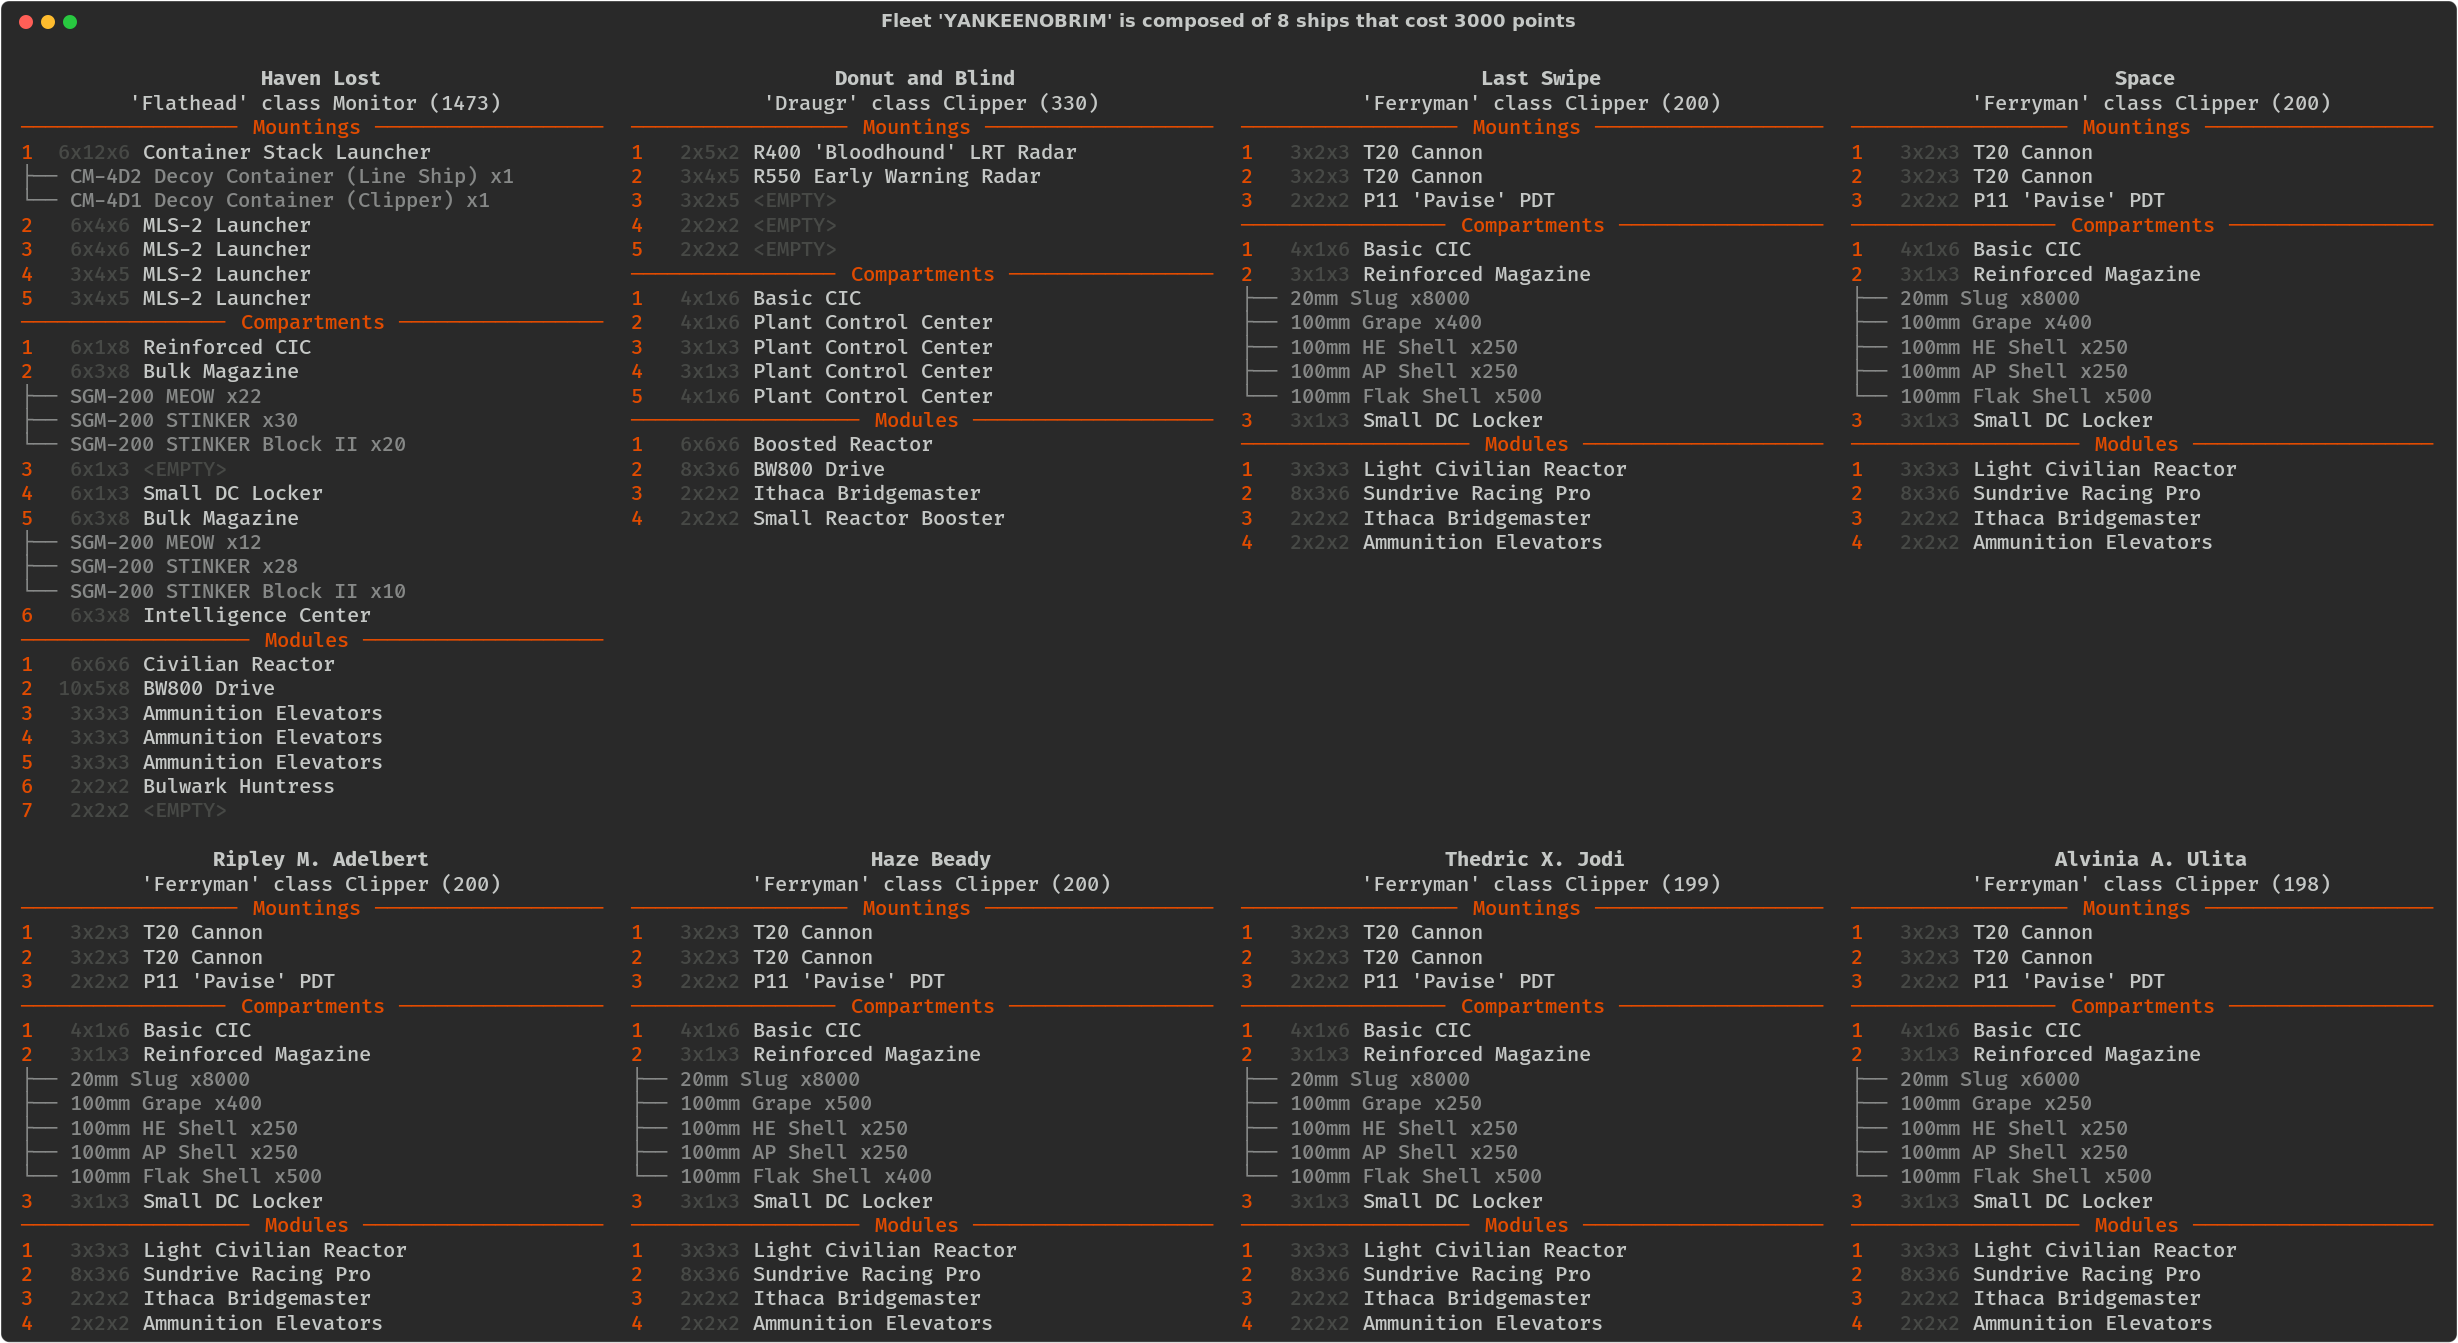 Fleet 'YANKEENOBRIM' is composed of 8 ships that cost 3000 points
Haven Lost
'Flathead' class Monitor (1473)
Mountings
1 6x12x6 Container Stack Launcher
CM-4D2 Decoy Container (Line Ship) x1
CM-4D1 Decoy Container (Clipper) x1
2 6x4x6 MLS-2 Launcher
3 6x4x6 MLS-2 Launcher
4 3x4x5 MLS-2 Launcher
5 3x4x5 MLS-2 Launcher
Compartments
1 6x1x8 Reinforced CIC
2 6x3x8 Bulk Magazine
SGM-200 MEOW x22
SGM-200 STINKER x30
SGM-200 STINKER Block II x20
3 6x1x3 <EMPTY>
4 6x1x3 Small DC Locker
5 6x3x8 Bulk Magazine
SGM-200 MEOW x12
SGM-200 STINKER x28
SGM-200 STINKER Block II x10
6 6x3x8 Intelligence Center
Modules
1 6x6x6 Civilian Reactor
2 10x5x8 BW800 Drive
3 3x3x3 Ammunition Elevators
4 3x3x3 Ammunition Elevators
5 3x3x3 Ammunition Elevators
6 2x2x2 Bulwark Huntress
7 2x2x2 <EMPTY>
Donut and Blind
'Draugr' class Clipper (330)
Mountings
1 2x5x2 R400 'Bloodhound' LRT Radar
2 3x4x5 R550 Early Warning Radar
3 3x2x5 <EMPTY>
4 2x2x2 <EMPTY>
5 2x2x2 <EMPTY>
Compartments
1 4x1x6 Basic CIC
2 4x1x6 Plant Control Center
3 3x1x3 Plant Control Center
4 3x1x3 Plant Control Center
5 4x1x6 Plant Control Center
Modules
1 6x6x6 Boosted Reactor
2 8x3x6 BW800 Drive
3 2x2x2 Ithaca Bridgemaster
4 2x2x2 Small Reactor Booster
Last Swipe
'Ferryman' class Clipper (200)
Mountings
1 3x2x3 T20 Cannon
2 3x2x3 T20 Cannon
3 2x2x2 P11 'Pavise' PDT
Compartments
1 4x1x6 Basic CIC
2 3x1x3 Reinforced Magazine
20mm Slug x8000
100mm Grape x400
100mm HE Shell x250
100mm AP Shell x250
100mm Flak Shell x500
3 3x1x3 Small DC Locker
Modules
1 3x3x3 Light Civilian Reactor
2 8x3x6 Sundrive Racing Pro
3 2x2x2 Ithaca Bridgemaster
4 2x2x2 Ammunition Elevators
Space
'Ferryman' class Clipper (200)
Mountings
1 3x2x3 T20 Cannon
2 3x2x3 T20 Cannon
3 2x2x2 P11 'Pavise' PDT
Compartments
1 4x1x6 Basic CIC
2 3x1x3 Reinforced Magazine
20mm Slug x8000
100mm Grape x400
100mm HE Shell x250
100mm AP Shell x250
100mm Flak Shell x500
3 3x1x3 Small DC Locker
Modules
1 3x3x3 Light Civilian Reactor
2 8x3x6 Sundrive Racing Pro
3 2x2x2 Ithaca Bridgemaster
4 2x2x2 Ammunition Elevators
Ripley M. Adelbert
'Ferryman' class Clipper (200)
Mountings
1 3x2x3 T20 Cannon
2 3x2x3 T20 Cannon
3 2x2x2 P11 'Pavise' PDT
Compartments
1 4x1x6 Basic CIC
2 3x1x3 Reinforced Magazine
20mm Slug x8000
100mm Grape x400
100mm HE Shell x250
100mm AP Shell x250
100mm Flak Shell x500
3 3x1x3 Small DC Locker
Modules
1 3x3x3 Light Civilian Reactor
2 8x3x6 Sundrive Racing Pro
3 2x2x2 Ithaca Bridgemaster
4 2x2x2 Ammunition Elevators
Haze Beady
'Ferryman' class Clipper (200)
Mountings
1 3x2x3 T20 Cannon
2 3x2x3 T20 Cannon
3 2x2x2 P11 'Pavise' PDT
Compartments
1 4x1x6 Basic CIC
2 3x1x3 Reinforced Magazine
20mm Slug x8000
100mm Grape x500
100mm HE Shell x250
100mm AP Shell x250
100mm Flak Shell x400
3 3x1x3 Small DC Locker
Modules
1 3x3x3 Light Civilian Reactor
2 8x3x6 Sundrive Racing Pro
3 2x2x2 Ithaca Bridgemaster
4 2x2x2 Ammunition Elevators
Thedric X. Jodi
'Ferryman' class Clipper (199)
Mountings
1 3x2x3 T20 Cannon
2 3x2x3 T20 Cannon
3 2x2x2 P11 'Pavise' PDT
Compartments
1 4x1x6 Basic CIC
2 3x1x3 Reinforced Magazine
20mm Slug x8000
100mm Grape x250
100mm HE Shell x250
100mm AP Shell x250
100mm Flak Shell x500
3 3x1x3 Small DC Locker
Modules
1 3x3x3 Light Civilian Reactor
2 8x3x6 Sundrive Racing Pro
3 2x2x2 Ithaca Bridgemaster
4 2x2x2 Ammunition Elevators
Alvinia A. Ulita
'Ferryman' class Clipper (198)
Mountings
1 3x2x3 T20 Cannon
2 3x2x3 T20 Cannon
3 2x2x2 P11 'Pavise' PDT
Compartments
1 4x1x6 Basic CIC
2 3x1x3 Reinforced Magazine
20mm Slug x6000
100mm Grape x250
100mm HE Shell x250
100mm AP Shell x250
100mm Flak Shell x500
3 3x1x3 Small DC Locker
Modules
1 3x3x3 Light Civilian Reactor
2 8x3x6 Sundrive Racing Pro
3 2x2x2 Ithaca Bridgemaster
4 2x2x2 Ammunition Elevators